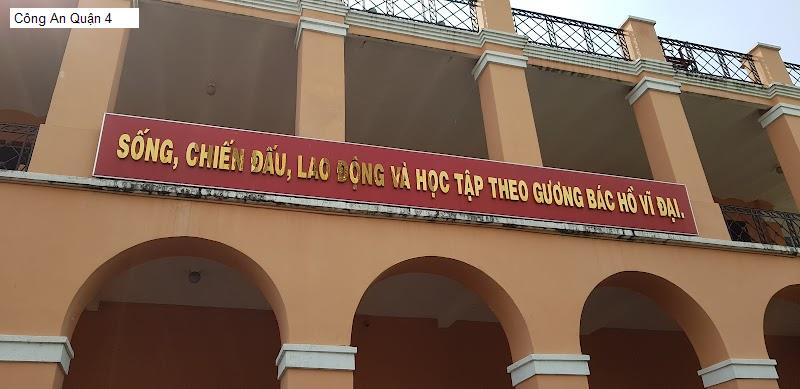 Công An Quận 4
SỐNG, CHIẾN ĐẤU, LAO ĐỘNG VÀ HỌC TẬP THEO GƯƠNG BÁC HỒ VĨ ĐẠI.